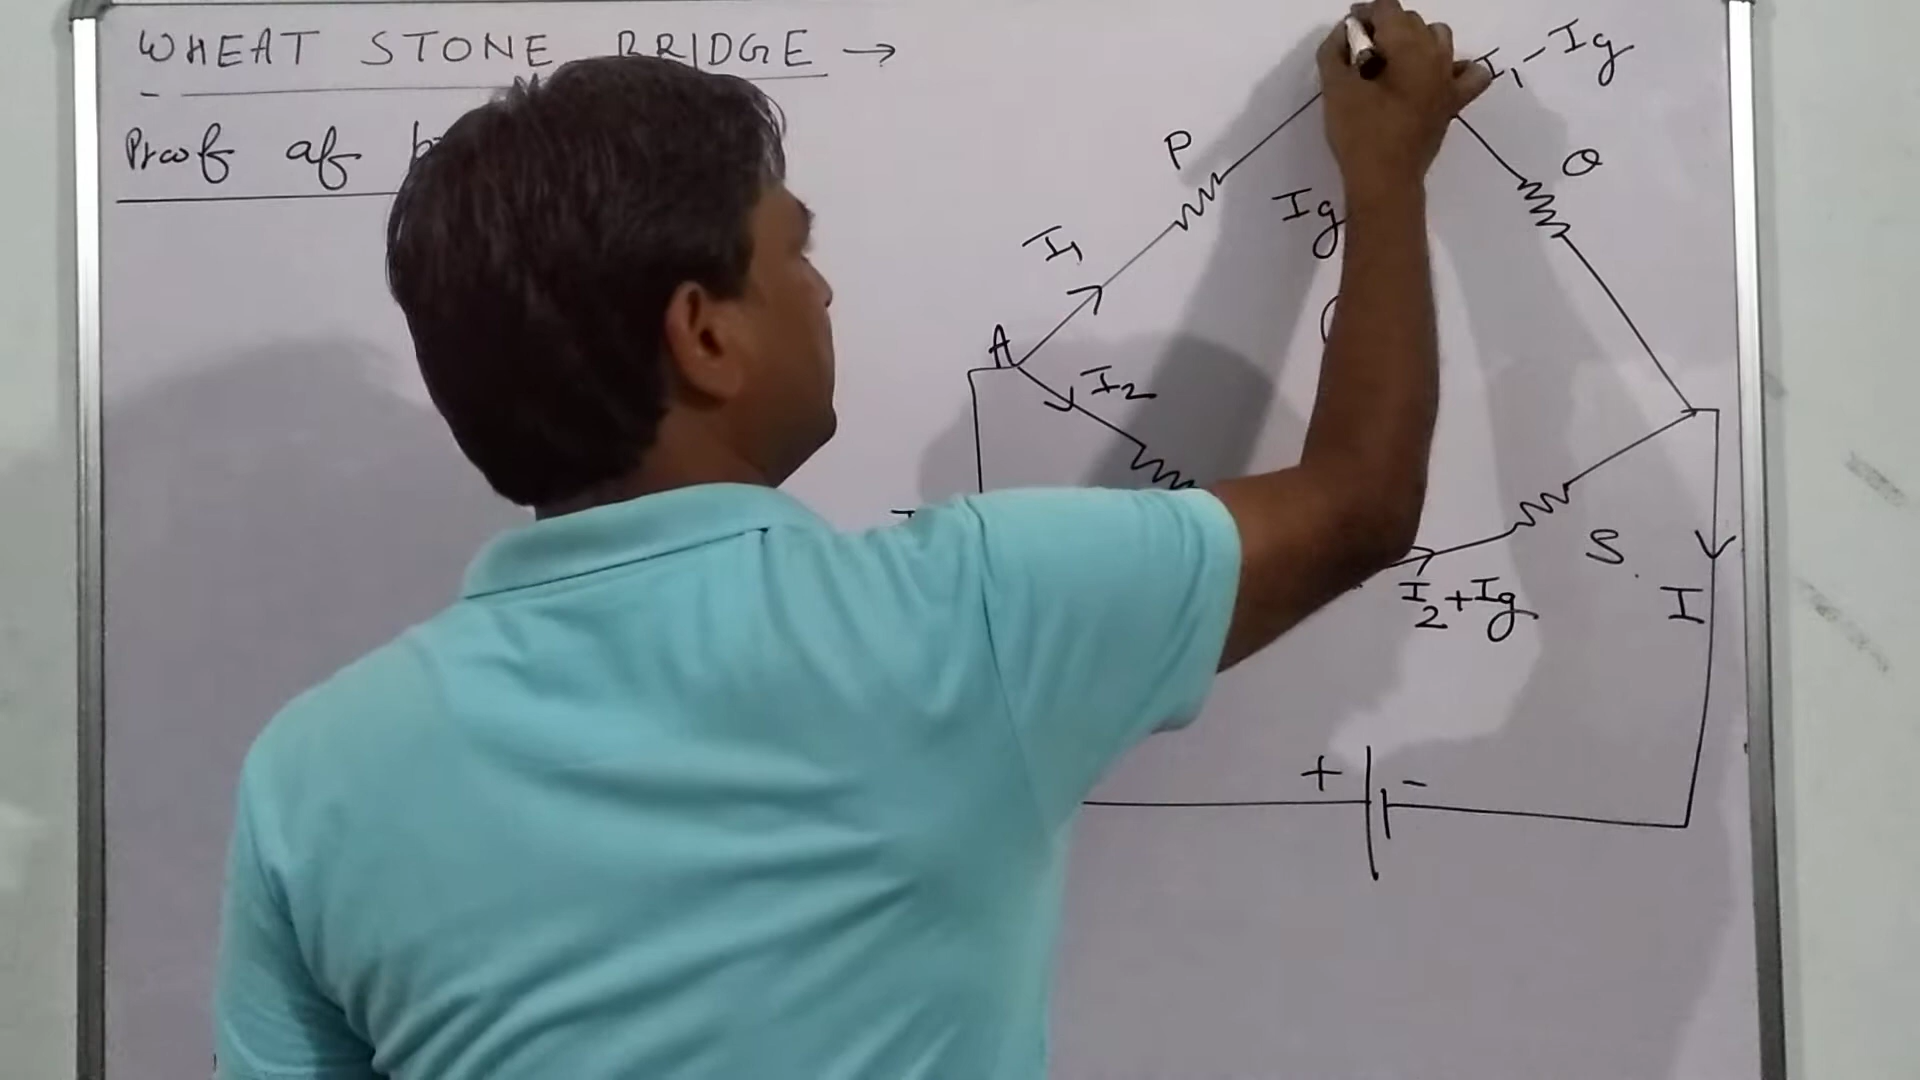 WHEAT STONE BRIDGE →
Proof of
I₁ - Ig
P
Q
Ig
I₁
A
I₂
S.
I₂ + Ig
I
+ -